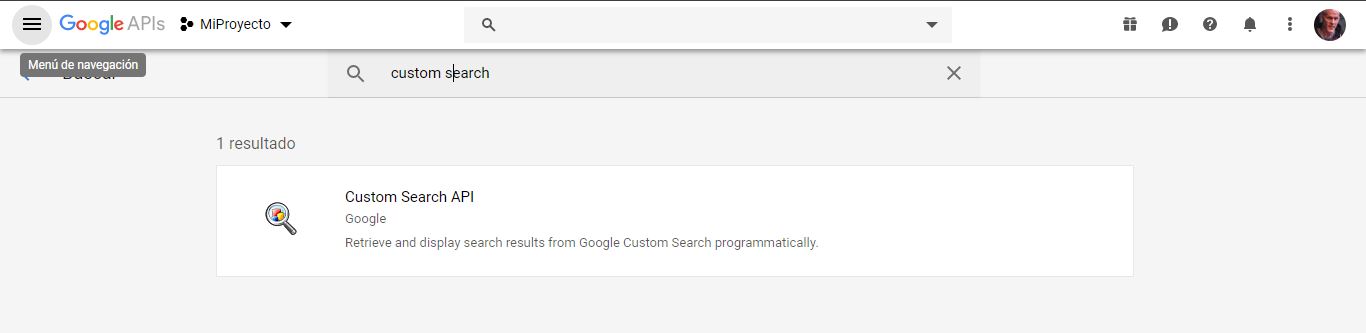 Google APIs MiProyecto
Menú de navegación
Buscar
custom search
1 resultado
Custom Search API
Google
Retrieve and display search results from Google Custom Search programmatically.